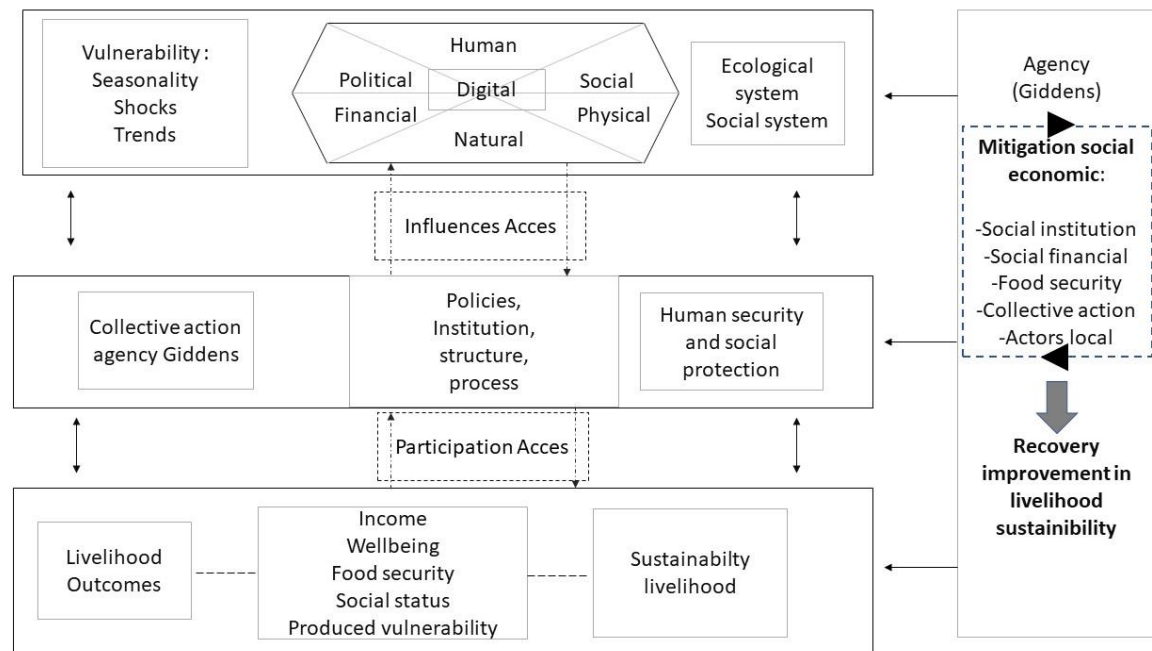 Vulnerability :
Seasonality
Shocks
Trends
Human
Political
Digital
Social
Financial
Physical
Natural
Ecological
system
Social system
Influences Acces
Collective action
agency Giddens
Policies,
Institution,
structure,
process
Human security
and social
protection
Participation Acces
Livelihood
Outcomes
Income
Wellbeing
Food security
Social status
Produced vulnerability
Sustainabilty
livelihood
Agency
(Giddens)
Mitigation social
economic:
-Social institution
-Social financial
-Food security
-Collective action
-Actors local
Recovery
improvement in
livelihood
sustainibility